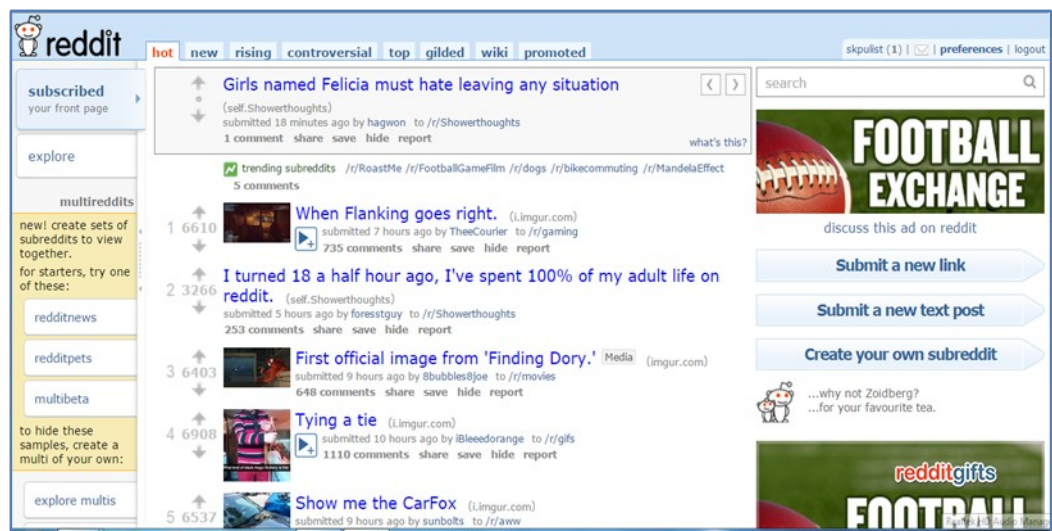 reddit
hot new rising controversial top gilded wiki promoted
skpulist (1) | | preferences | logout
subscribed
your front page
explore
multireddits
new! create sets of
subreddits to view
together.
for starters, try one
of these:
redditnews
redditpets
multibeta
to hide these
samples, create a
multi of your own:
explore multis
Girls named Felicia must hate leaving any situation
(self.Showerthoughts)
submitted 18 minutes ago by hagwon to /r/Showerthoughts
1 comment share save hide report
what's this?
trending subreddits /r/RoastMe /r/FootballGameFilm /r/dogs /r/bikecommuting /r/MandelaEffect
5 comments
1 6610
When Flanking goes right. (i.imgur.com)
submitted 7 hours ago by TheeCourier to /r/gaming
735 comments share save hide report
2 3266
I turned 18 a half hour ago, I've spent 100% of my adult life on
reddit. (self.Showerthoughts)
submitted 5 hours ago by foresstguy to /r/Showerthoughts
253 comments share save hide report
3 6403
First official image from 'Finding Dory.' Media (imgur.com)
submitted 9 hours ago by 8bubbles8joe to /r/movies
648 comments share save hide report
4 6908
Tying a tie (i.imgur.com)
submitted 10 hours ago by iBleeedorange to /r/gifs
1110 comments share save hide report
5 6537
Show me the CarFox (i.imgur.com)
submitted 9 hours ago by sunbolts to /r/aww
search
FOOTBALL
EXCHANGE
discuss this ad on reddit
Submit a new link
Submit a new text post
Create your own subreddit
...why not Zoidberg?
...for your favourite tea.
redditgifts
FOOTBALL
Realtek HD Audio Manager